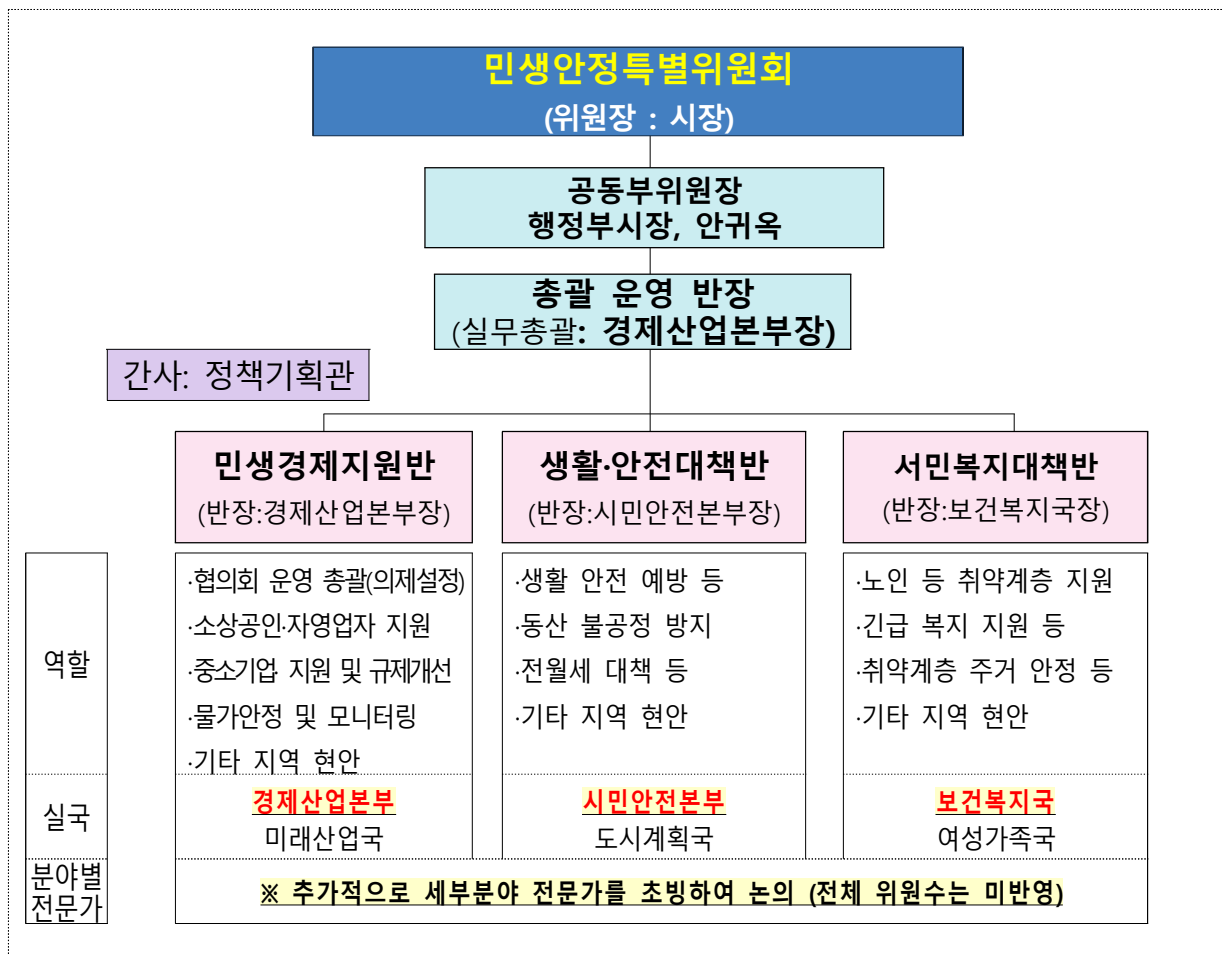 민생안정특별위원회
(위원장 : 시장)
공동부위원장
행정부시장, 안귀옥
총괄 운영 반장
(실무총괄: 경제산업본부장)
간사: 정책기획관
민생경제지원반
(반장:경제산업본부장)
생활·안전대책반
(반장:시민안전본부장)
서민복지대책반
(반장:보건복지국장)
역할
·협의회 운영 총괄(의제설정)
·소상공인·자영업자 지원
·중소기업 지원 및 규제개선
·물가안정 및 모니터링
·기타 지역 현안
·생활 안전 예방 등
·동산 불공정 방지
·전월세 대책 등
·기타 지역 현안
·노인 등 취약계층 지원
·긴급 복지 지원 등
·취약계층 주거 안정 등
·기타 지역 현안
실국
경제산업본부
미래산업국
시민안전본부
도시계획국
보건복지국
여성가족국
분야별
전문가
※ 추가적으로 세부분야 전문가를 초빙하여 논의 (전체 위원수는 미반영)